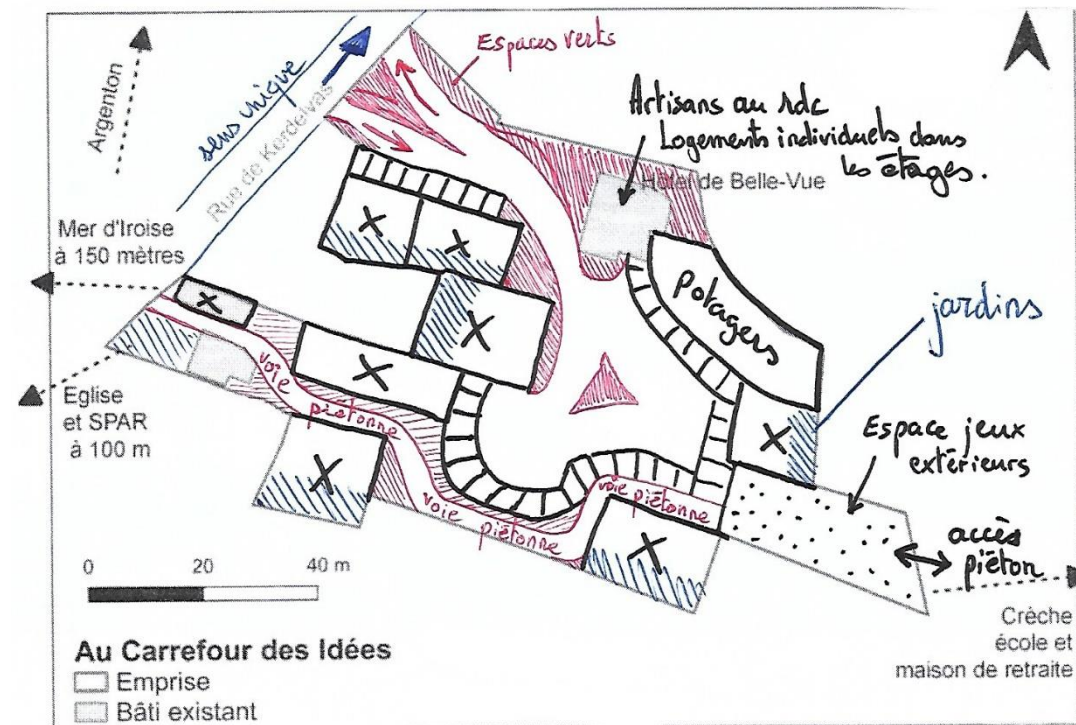 Espaces verts
Argenton
sens unique
Rue de Kerdelvas
Artisans au rdc
Logements individuels dans
les étages.
Hôtel de Belle-Vue
Mer d'Iroise
à 150 mètres
potagers
jardins
voie
piétonne
Eglise
et SPAR
à 100 m
Espace jeux
extérieurs
voie piétonne
voie piétonne
accès
piéton
0 20 40 m
Crèche
école et
maison de retraite
Au Carrefour des Idées
Emprise
Bâti existant